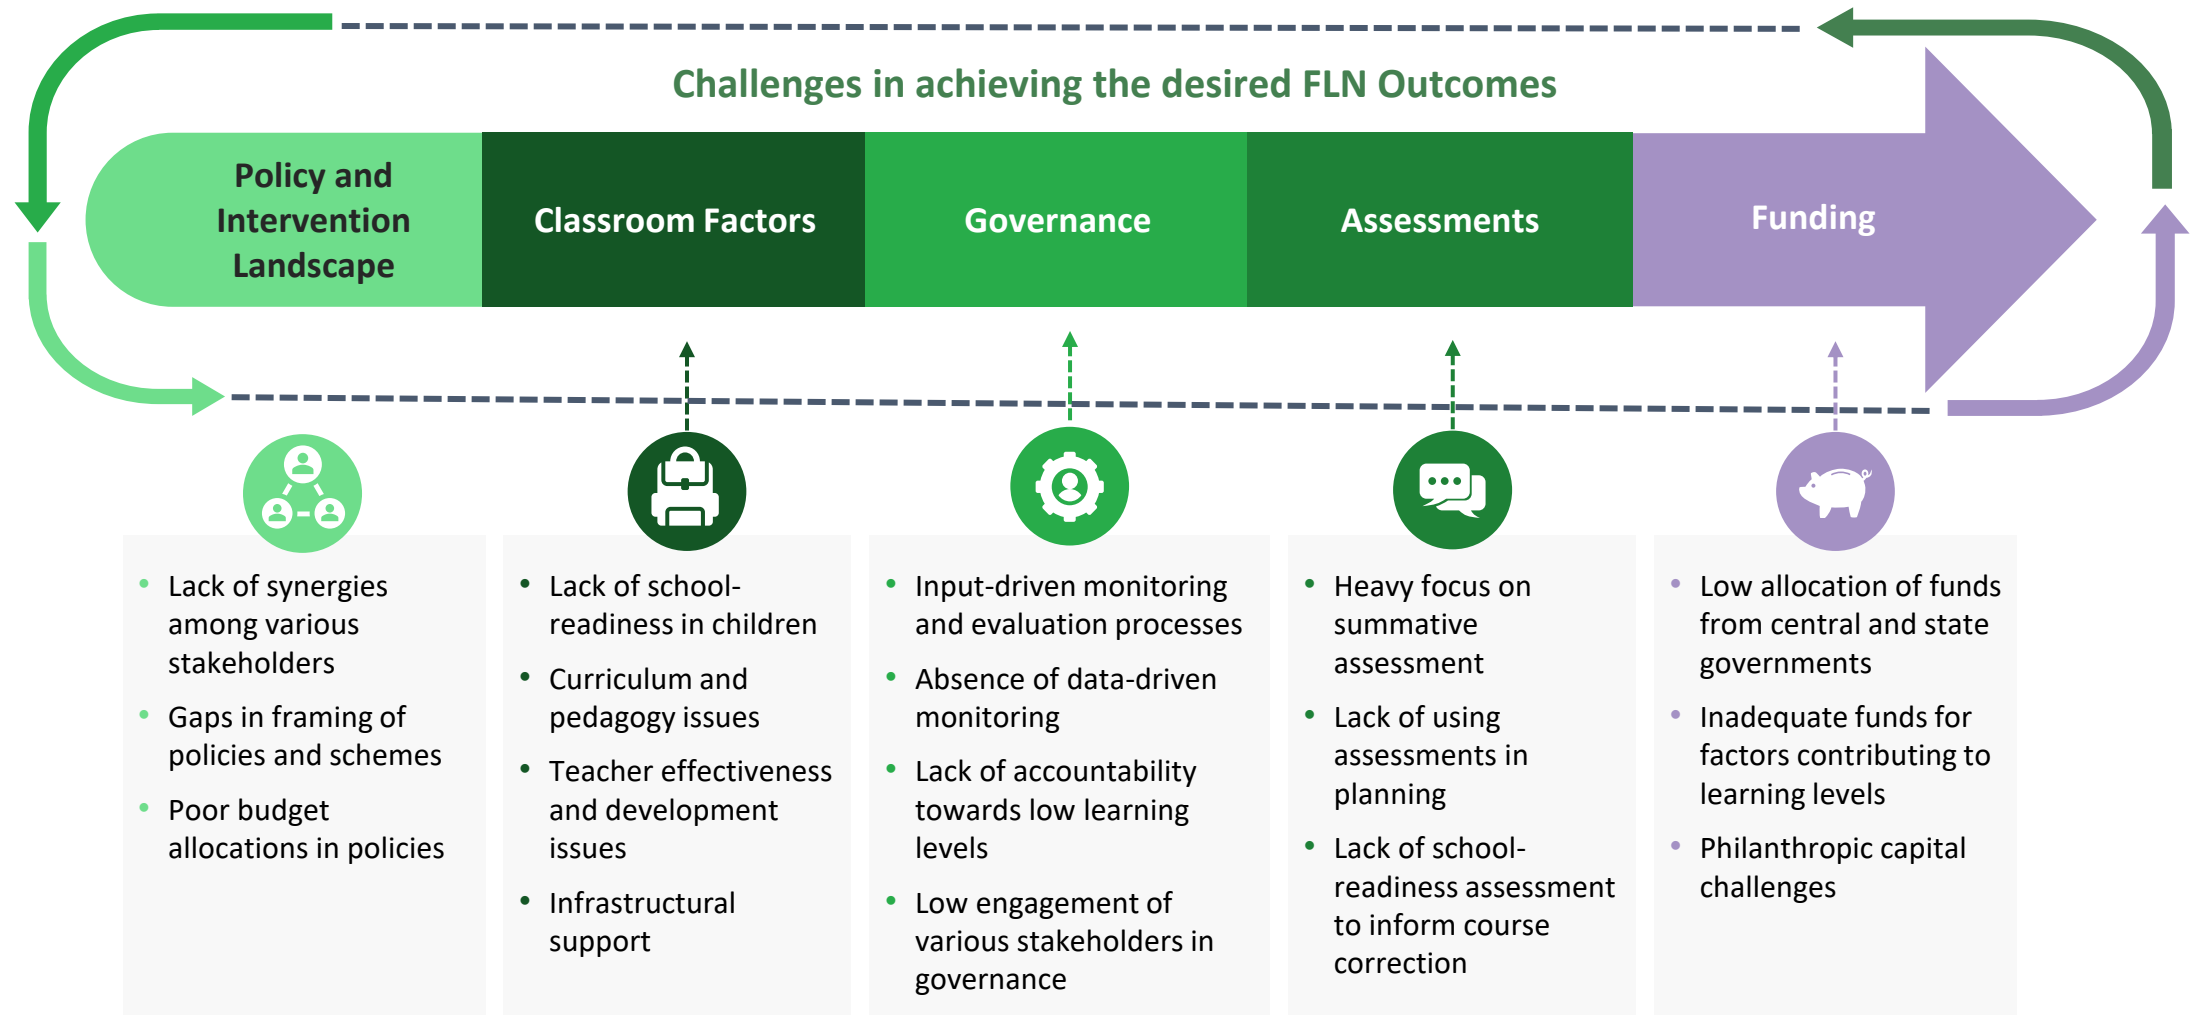 Challenges in achieving the desired FLN Outcomes
Policy and
Intervention
Landscape
Classroom Factors
Governance
Assessments
Funding
• Lack of synergies
among various
stakeholders
• Gaps in framing of
policies and schemes
• Poor budget
allocations in policies
• Lack of school-
readiness in children
• Curriculum and
pedagogy issues
• Teacher effectiveness
and development
issues
• Infrastructural
support
• Input-driven monitoring
and evaluation processes
• Absence of data-driven
monitoring
• Lack of accountability
towards low learning
levels
• Low engagement of
various stakeholders in
governance
• Heavy focus on
summative
assessment
• Lack of using
assessments in
planning
• Lack of school-
readiness assessment
to inform course
correction
• Low allocation of funds
from central and state
governments
• Inadequate funds for
factors contributing to
learning levels
• Philanthropic capital
challenges